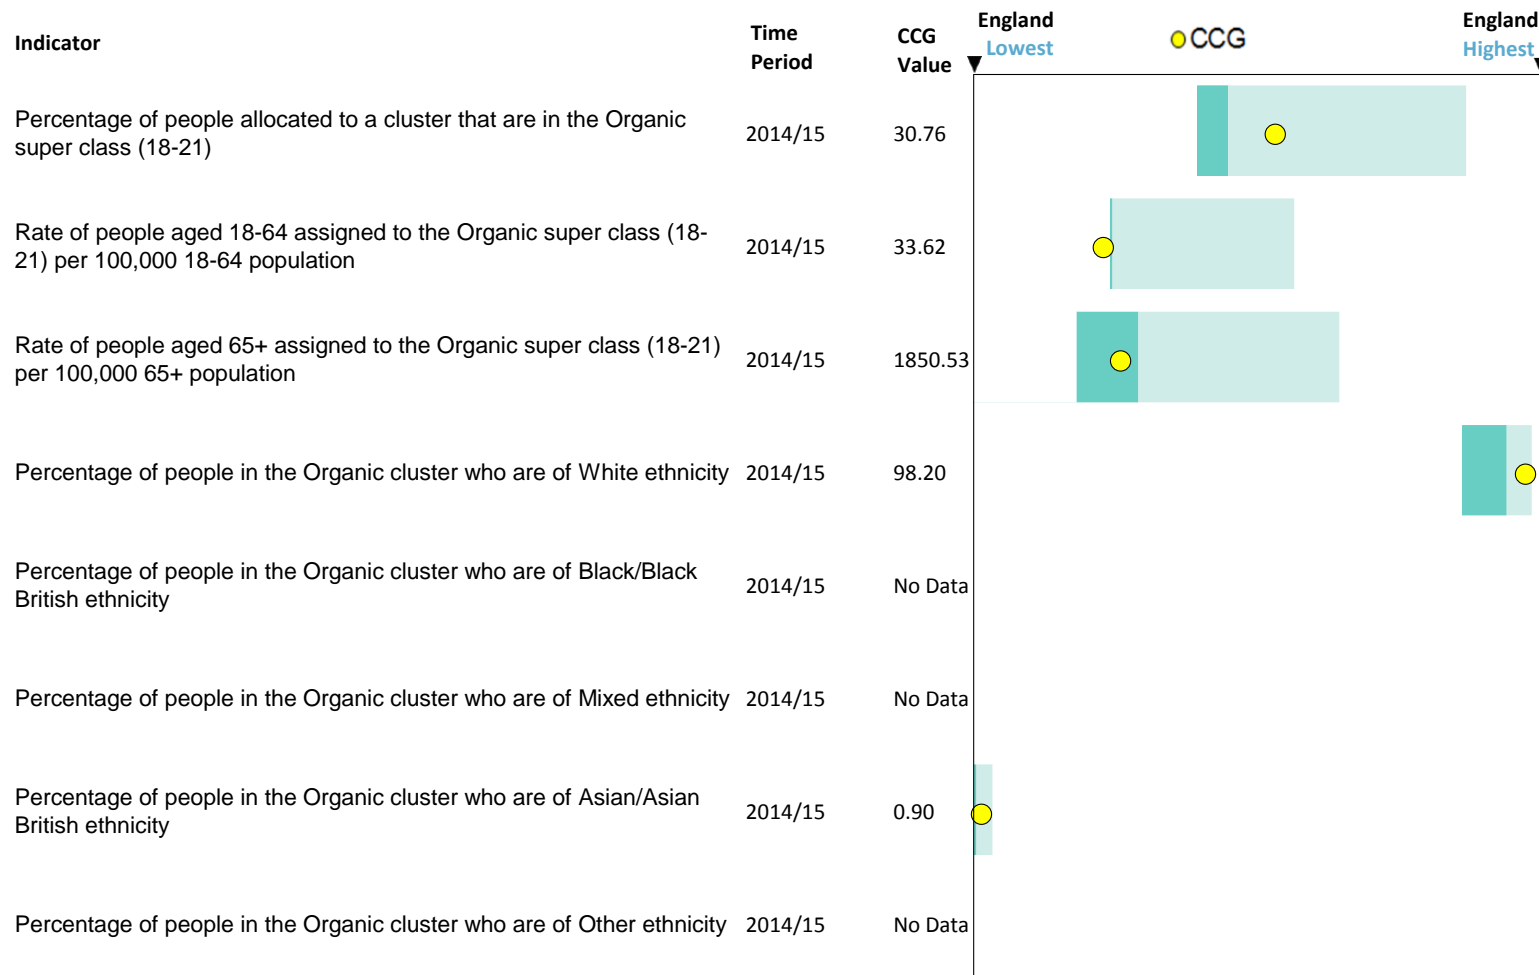 Indicator
Time
Period
CCG
Value
England
Lowest
CCG
England
Highest
Percentage of people allocated to a cluster that are in the Organic
super class (18-21)
2014/15
30.76
Rate of people aged 18-64 assigned to the Organic super class (18-
21) per 100,000 18-64 population
2014/15
33.62
Rate of people aged 65+ assigned to the Organic super class (18-21)
per 100,000 65+ population
2014/15
1850.53
Percentage of people in the Organic cluster who are of White ethnicity
2014/15
98.20
Percentage of people in the Organic cluster who are of Black/Black
British ethnicity
2014/15
No Data
Percentage of people in the Organic cluster who are of Mixed ethnicity
2014/15
No Data
Percentage of people in the Organic cluster who are of Asian/Asian
British ethnicity
2014/15
0.90
Percentage of people in the Organic cluster who are of Other ethnicity
2014/15
No Data